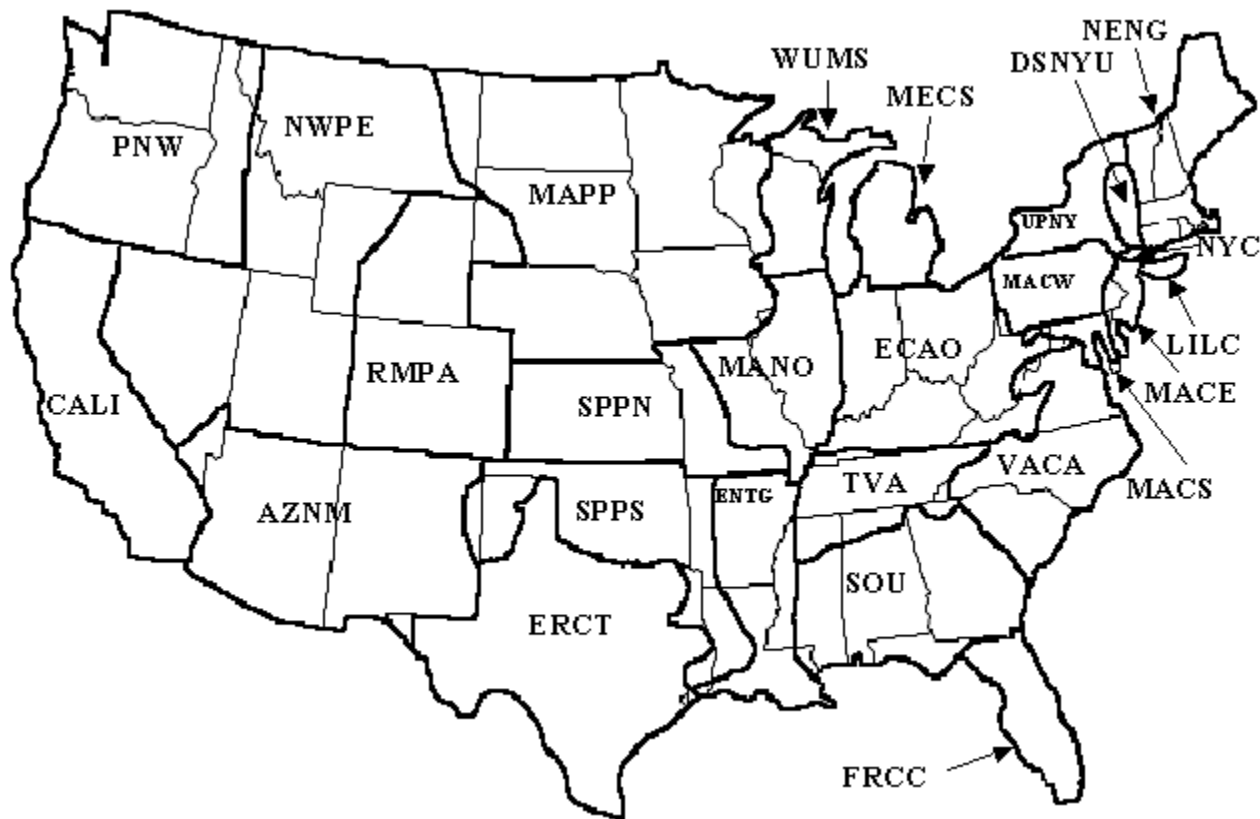 NENG
WUMS
DSNYU
MECS
NWPE
PNW
MAPP
UPNY
NYC
MACW
LILC
ECAO
MANO
RMPA
MACE
CALI
SPPN
VACA
TVA
MACS
ENTG
AZNM
SPPS
SOU
ERCT
FRCC